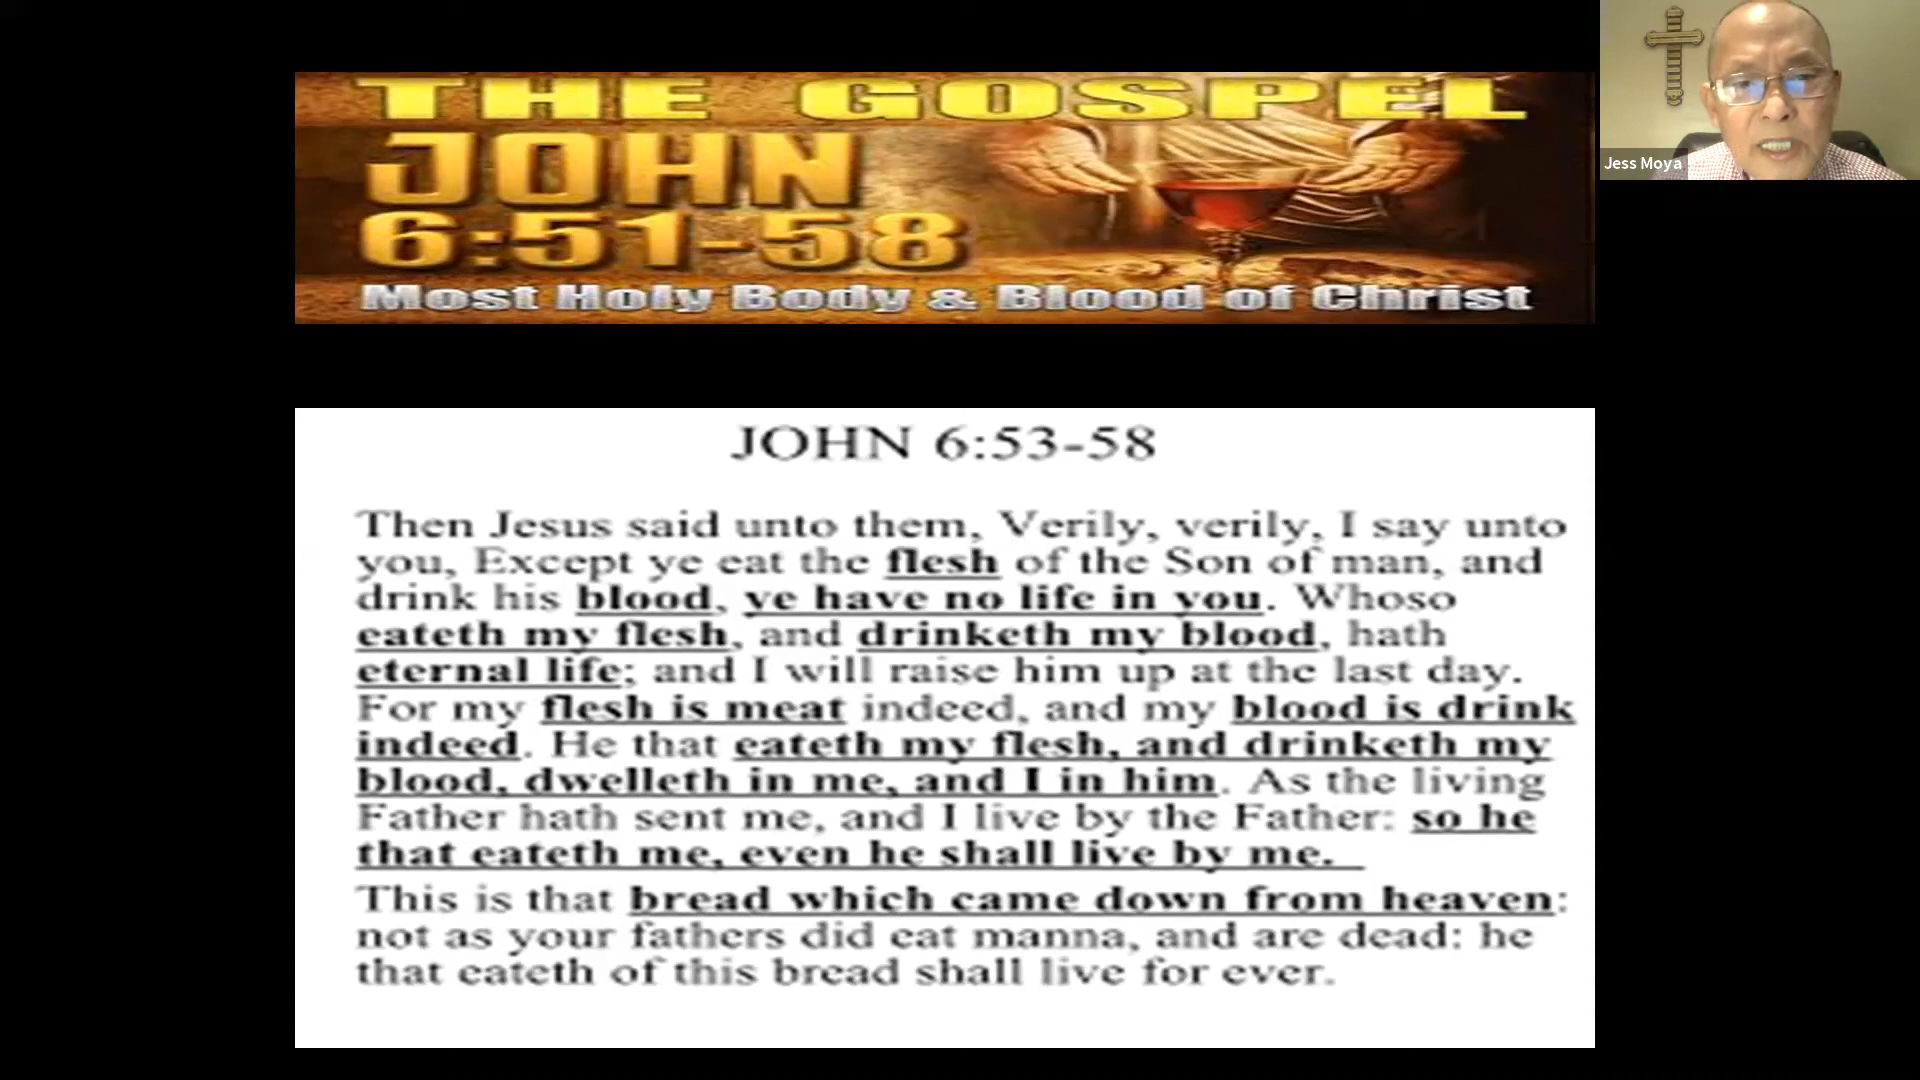 THE GOSPEL
JOHN
6:51-58
Most Holy Body & Blood of Christ
Jess Moya
JOHN 6:53-58
Then Jesus said unto them, Verily, verily, I say unto
you, Except ye eat the flesh of the Son of man, and
drink his blood, ye have no life in you. Whoso
eateth my flesh, and drinketh my blood, hath
eternal life; and I will raise him up at the last day.
For my flesh is meat indeed, and my blood is drink
indeed. He that eateth my flesh, and drinketh my
blood, dwelleth in me, and I in him. As the living
Father hath sent me, and I live by the Father: so he
that eateth me, even he shall live by me.
This is that bread which came down from heaven:
not as your fathers did eat manna, and are dead: he
that eateth of this bread shall live for ever.